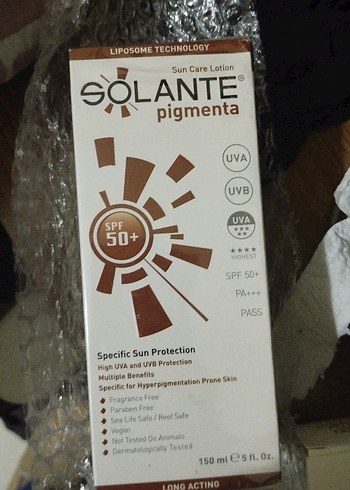 LIPOSOME TECHNOLOGY
Sun Care Lotion
SOLANTE®
pigmenta
UVA
UVB
SPF
50+
UVA
HIGHEST
SPF 50+
PA+++
PASS
Specific Sun Protection
High UVA and UVB Protection
Multiple Benefits
Specific for Hyperpigmentation Prone Skin
Fragrance Free
Paraben Free
Sea Life Safe / Reef Safe
Vegan
Not Tested On Animals
Dermatologically Tested
150 ml ℮ 5 fl. Oz.
LONG ACTING